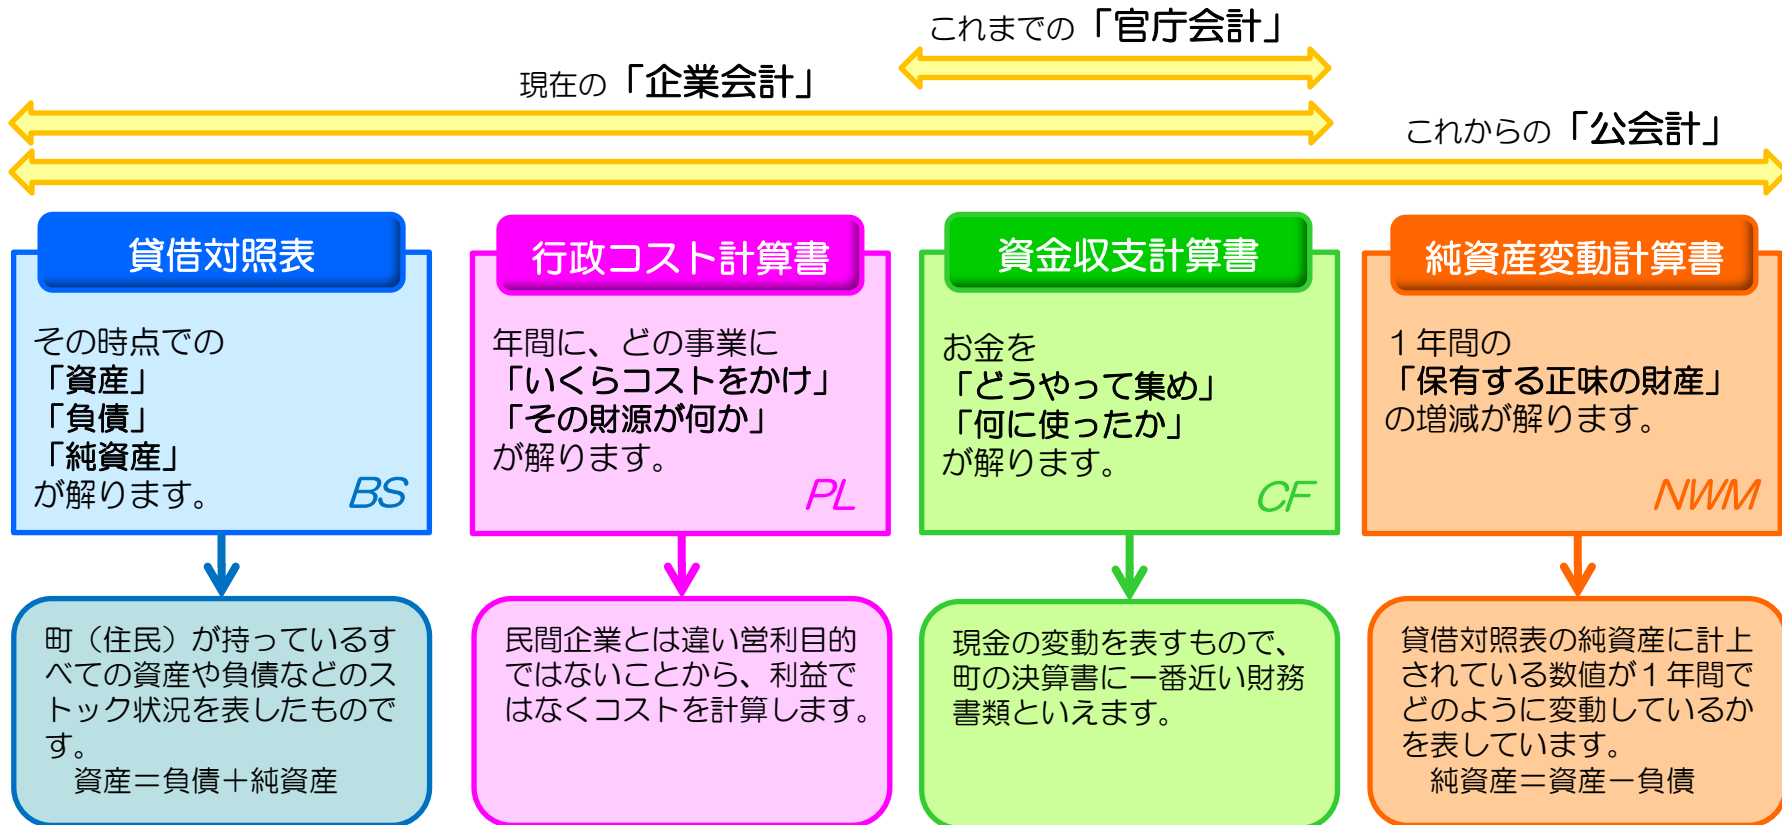 これまでの「官庁会計」
現在の「企業会計」
これからの「公会計」
貸借対照表
その時点での
「資産」
「負債」
「純資産」
が解ります。
BS
町（住民）が持っているす
べての資産や負債などのス
トック状況を表したもので
す。
資産＝負債＋純資産
行政コスト計算書
年間に、どの事業に
「いくらコストをかけ」
「その財源が何か」
が解ります。
PL
民間企業とは違い営利目的
ではないことから、利益で
はなくコストを計算します。
資金収支計算書
お金を
「どうやって集め」
「何に使ったか」
が解ります。
CF
現金の変動を表すもので、
町の決算書に一番近い財務
書類といえます。
純資産変動計算書
１年間の
「保有する正味の財産」
の増減が解ります。
NWM
貸借対照表の純資産に計上
されている数値が１年間で
どのように変動しているか
を表しています。
純資産＝資産－負債